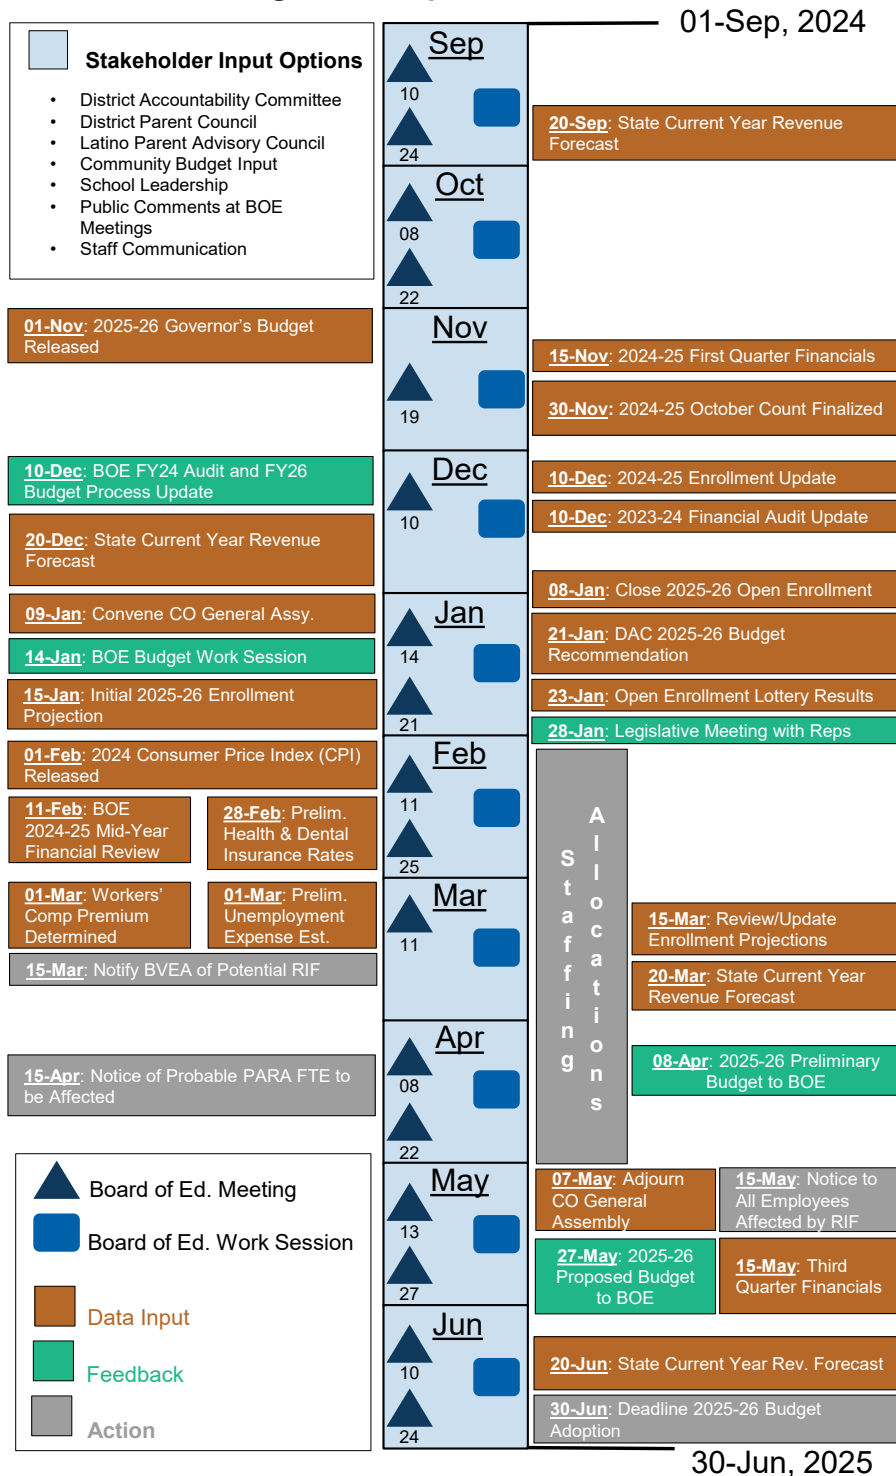 01-Sep, 2024
Stakeholder Input Options
• District Accountability Committee
• District Parent Council
• Latino Parent Advisory Council
• Community Budget Input
• School Leadership
• Public Comments at BOE
Meetings
• Staff Communication
Sep
10
24
20-Sep: State Current Year Revenue
Forecast
Oct
08
22
01-Nov: 2025-26 Governor's Budget
Released
Nov
19
15-Nov: 2024-25 First Quarter Financials
30-Nov: 2024-25 October Count Finalized
10-Dec: BOE FY24 Audit and FY26
Budget Process Update
20-Dec: State Current Year Revenue
Forecast
Dec
10
10-Dec: 2024-25 Enrollment Update
10-Dec: 2023-24 Financial Audit Update
09-Jan: Convene CO General Assy.
14-Jan: BOE Budget Work Session
15-Jan: Initial 2025-26 Enrollment
Projection
Jan
14
21
08-Jan: Close 2025-26 Open Enrollment
21-Jan: DAC 2025-26 Budget
Recommendation
23-Jan: Open Enrollment Lottery Results
28-Jan: Legislative Meeting with Reps
01-Feb: 2024 Consumer Price Index (CPI)
Released
11-Feb: BOE
2024-25 Mid-Year
Financial Review
28-Feb: Prelim.
Health & Dental
Insurance Rates
Feb
11
25
Staffing
Allocations
01-Mar: Workers'
Comp Premium
Determined
01-Mar: Prelim.
Unemployment
Expense Est.
15-Mar: Notify BVEA of Potential RIF
Mar
11
15-Mar: Review/Update
Enrollment Projections
20-Mar: State Current Year
Revenue Forecast
15-Apr: Notice of Probable PARA FTE to
be Affected
Apr
08
22
08-Apr: 2025-26 Preliminary
Budget to BOE
May
13
27
07-May: Adjourn
CO General
Assembly
15-May: Notice to
All Employees
Affected by RIF
27-May: 2025-26
Proposed Budget
to BOE
15-May: Third
Quarter Financials
Jun
10
24
20-Jun: State Current Year Rev. Forecast
30-Jun: Deadline 2025-26 Budget
Adoption
Board of Ed. Meeting
Board of Ed. Work Session
Data Input
Feedback
Action
30-Jun, 2025